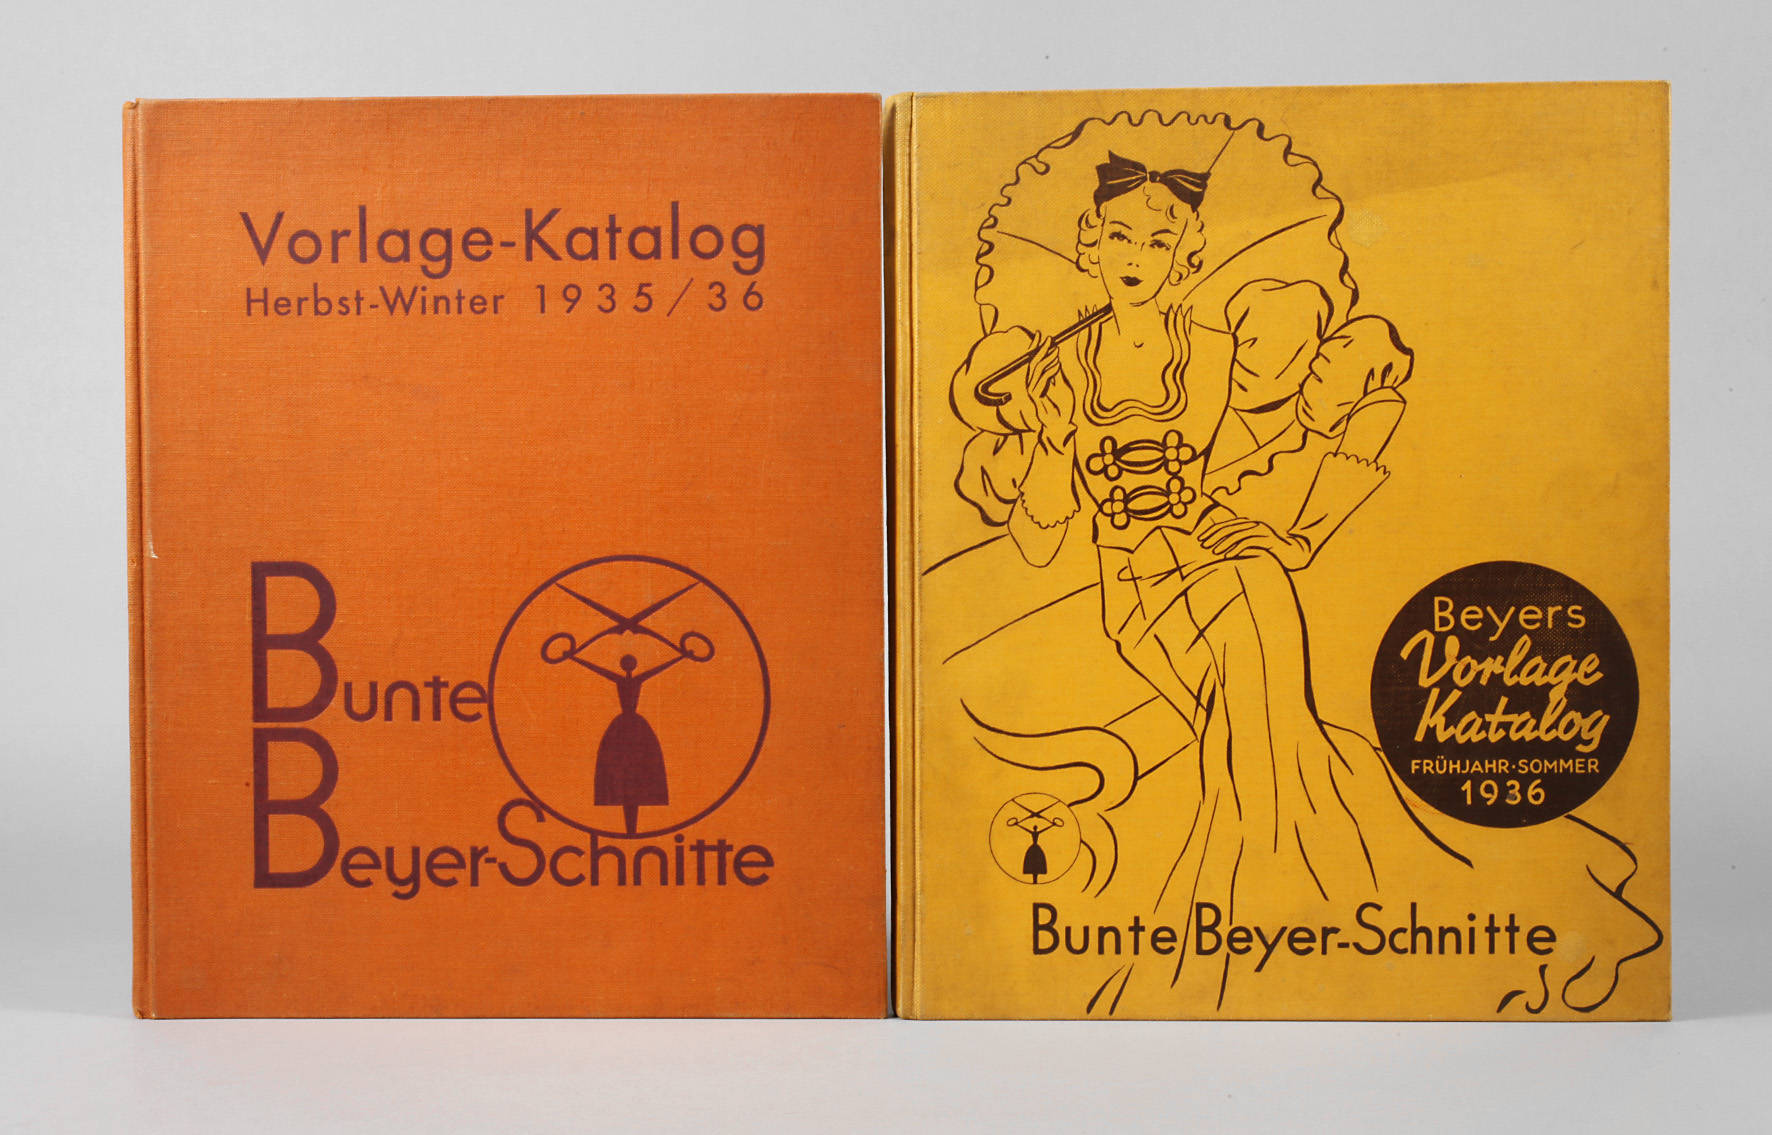 Vorlage-Katalog
Herbst-Winter 1935/36
Bunte
Beyer-Schnitte
Beyers
Vorlage
Katalog
FRÜHJAHR·SOMMER
1936
Bunte Beyer-Schnitte